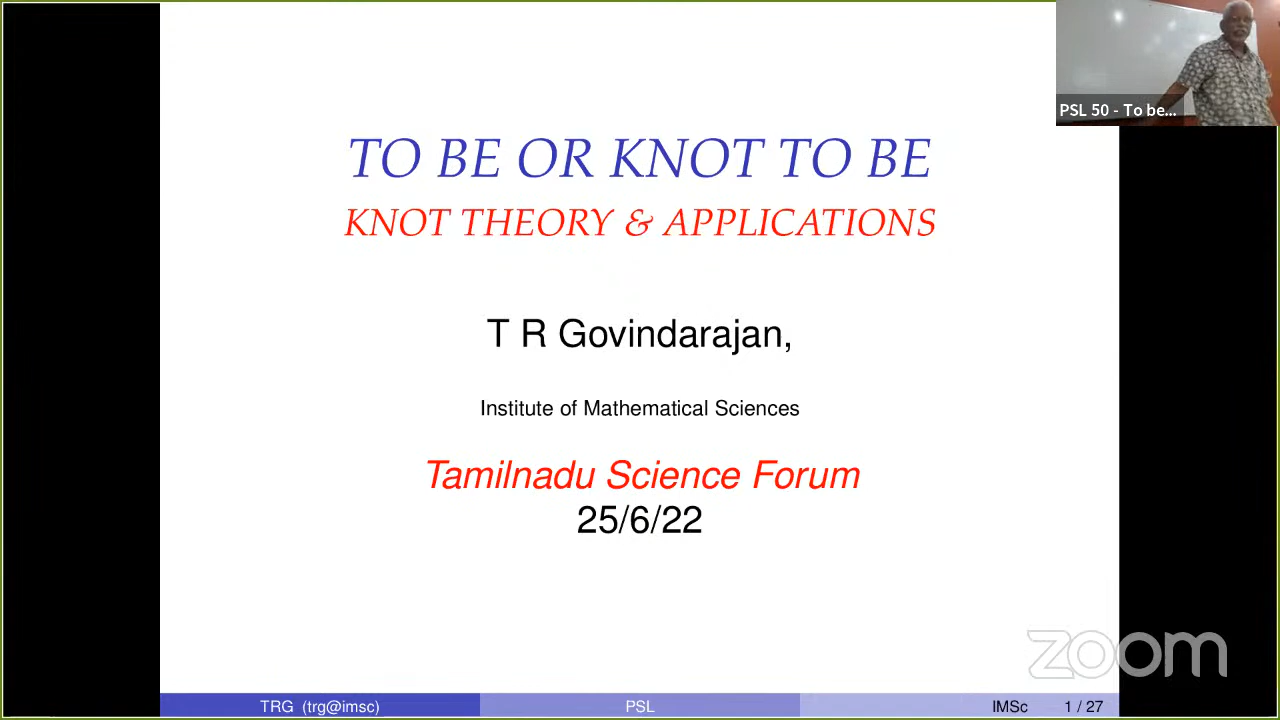 TO BE OR KNOT TO BE
KNOT THEORY & APPLICATIONS
T R Govindarajan,
Institute of Mathematical Sciences
Tamilnadu Science Forum
25/6/22
PSL 50 - To be...
zoom
TRG (trg@imsc) PSL IMSc 1 / 27